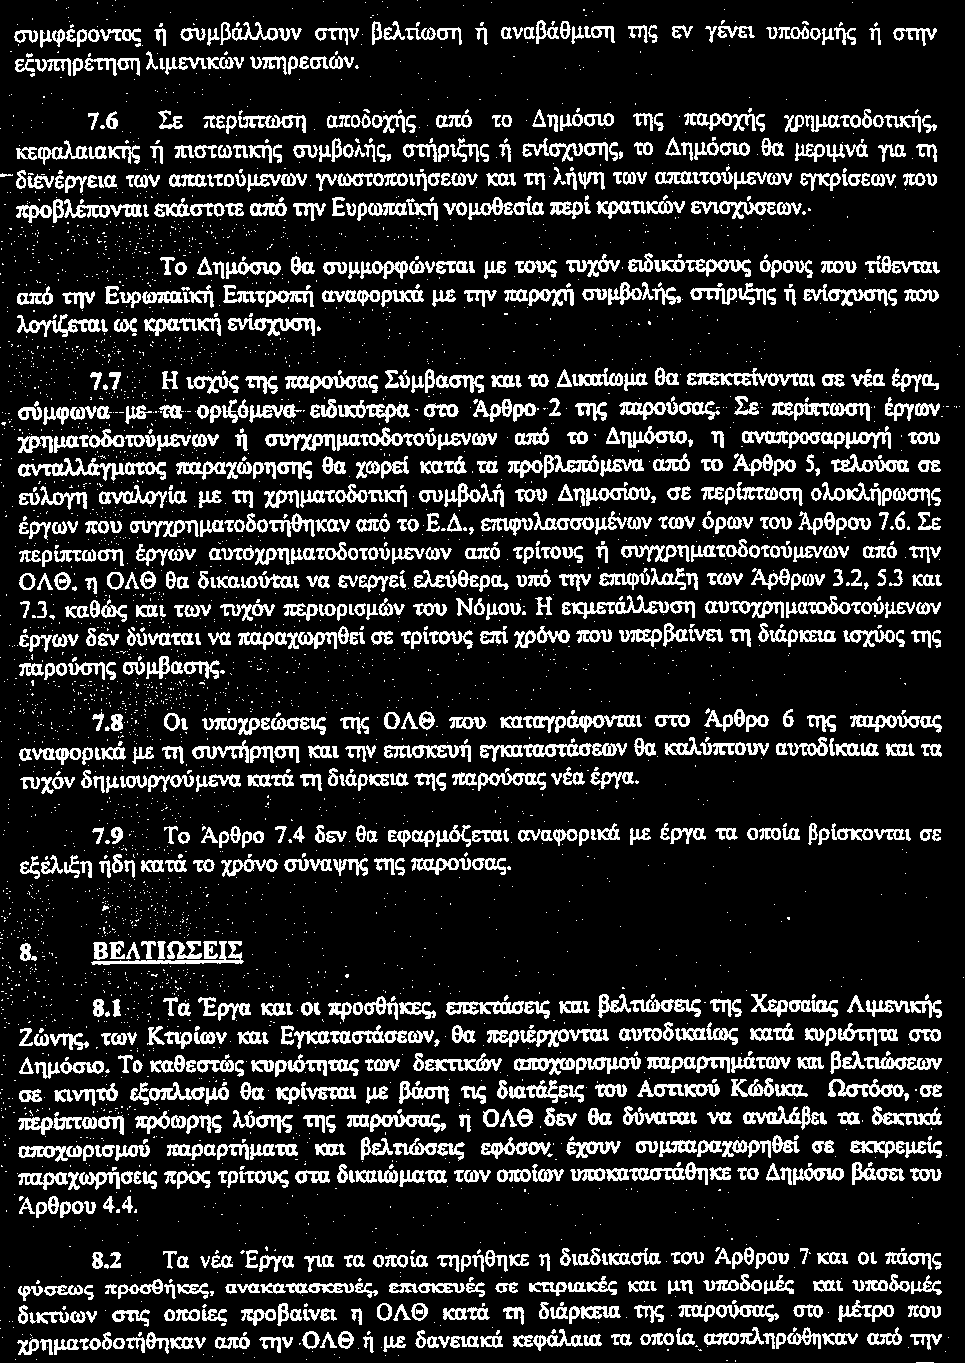 συμφέροντος ή συμβάλλουν στην βελτίωση ή αναβάθμιση της εν γένει υποδομής ή στην
εξυπηρέτηση λιμενικών υπηρεσιών.
7.6 Σε περίπτωση αποδοχής από το Δημόσιο της παροχής χρηματοδοτικής,
κεφαλαιακής ή πιστωτικής συμβολής, στήριξης ή ενίσχυσης, το Δημόσιο θα μεριμνά για τη
διενέργεια των απαιτούμενων γνωστοποιήσεων και τη λήψη των απαιτούμενων εγκρίσεων που
προβλέπονται εκάστοτε από την Ευρωπαϊκή νομοθεσία περί κρατικών ενισχύσεων.
Το Δημόσιο θα συμμορφώνεται με τους τυχόν ειδικότερους όρους που τίθενται
από την Ευρωπαϊκή Επιτροπή αναφορικά με την παροχή συμβολής, στήριξης ή ενίσχυσης που
λογίζεται ως κρατική ενίσχυση.
7.7 Η ισχύς της παρούσας Σύμβασης και το Δικαίωμα θα επεκτείνονται σε νέα έργα,
σύμφωνα με τα οριζόμενα ειδικότερα στο Άρθρο 2 της παρούσας. Σε περίπτωση έργων
χρηματοδοτούμενων ή συγχρηματοδοτούμενων από το Δημόσιο, η αναπροσαρμογή του
ανταλλάγματος παραχώρησης θα χωρεί κατά τα προβλεπόμενα από το Άρθρο 5, τελούσα σε
εύλογη αναλογία με τη χρηματοδοτική συμβολή του Δημοσίου, σε περίπτωση ολοκλήρωσης
έργων που συγχρηματοδοτήθηκαν από το Ε.Δ., επιφυλασσομένων των όρων του Άρθρου 7.6. Σε
περίπτωση έργων αυτοχρηματοδοτούμενων από τρίτους ή συγχρηματοδοτούμενων από την
ΟΛΘ, η ΟΛΘ θα δικαιούται να ενεργεί ελεύθερα, υπό την επιφύλαξη των Άρθρων 3.2, 5.3 και
7.3, καθώς και των τυχόν περιορισμών του Νόμου. Η εκμετάλλευση αυτοχρηματοδοτούμενων
έργων δεν δύναται να παραχωρηθεί σε τρίτους επί χρόνο που υπερβαίνει τη διάρκεια ισχύος της
παρούσης σύμβασης.
7.8 Οι υποχρεώσεις της ΟΛΘ που καταγράφονται στο Άρθρο 6 της παρούσας
αναφορικά με τη συντήρηση και την επισκευή εγκαταστάσεων θα καλύπτουν αυτοδίκαια και τα
τυχόν δημιουργούμενα κατά τη διάρκεια της παρούσας νέα έργα.
7.9 Το Άρθρο 7.4 δεν θα εφαρμόζεται αναφορικά με έργα τα οποία βρίσκονται σε
εξέλιξη ήδη κατά το χρόνο σύναψης της παρούσας.
8. ΒΕΛΤΙΩΣΕΙΣ
8.1 Τα Έργα και οι προσθήκες, επεκτάσεις και βελτιώσεις της Χερσαίας Λιμενικής
Ζώνης, των Κτιρίων και Εγκαταστάσεων, θα περιέρχονται αυτοδικαίως κατά κυριότητα στο
Δημόσιο. Το καθεστώς κυριότητας των δεκτικών αποχωρισμού παραρτημάτων και βελτιώσεων
σε κινητό εξοπλισμό θα κρίνεται με βάση τις διατάξεις του Αστικού Κώδικα. Ωστόσο, σε
περίπτωση πρόωρης λύσης της παρούσας, η ΟΛΘ δεν θα δύναται να αναλάβει τα δεκτικά
αποχωρισμού παραρτήματα και βελτιώσεις εφόσον έχουν συμπαραχωρηθεί σε εκκρεμείς
παραχωρήσεις προς τρίτους στα δικαιώματα των οποίων υποκαταστάθηκε το Δημόσιο βάσει του
Άρθρου 4.4.
8.2 Τα νέα Έργα για τα οποία τηρήθηκε η διαδικασία του Άρθρου 7 και οι πάσης
φύσεως προσθήκες, ανακατασκευές, επισκευές σε κτιριακές και μη υποδομές και υποδομές
δικτύων στις οποίες προβαίνει η ΟΛΘ κατά τη διάρκεια της παρούσας, στο μέτρο που
χρηματοδοτήθηκαν από την ΟΛΘ ή με δανειακά κεφάλαια τα οποία αποπληρώθηκαν από την